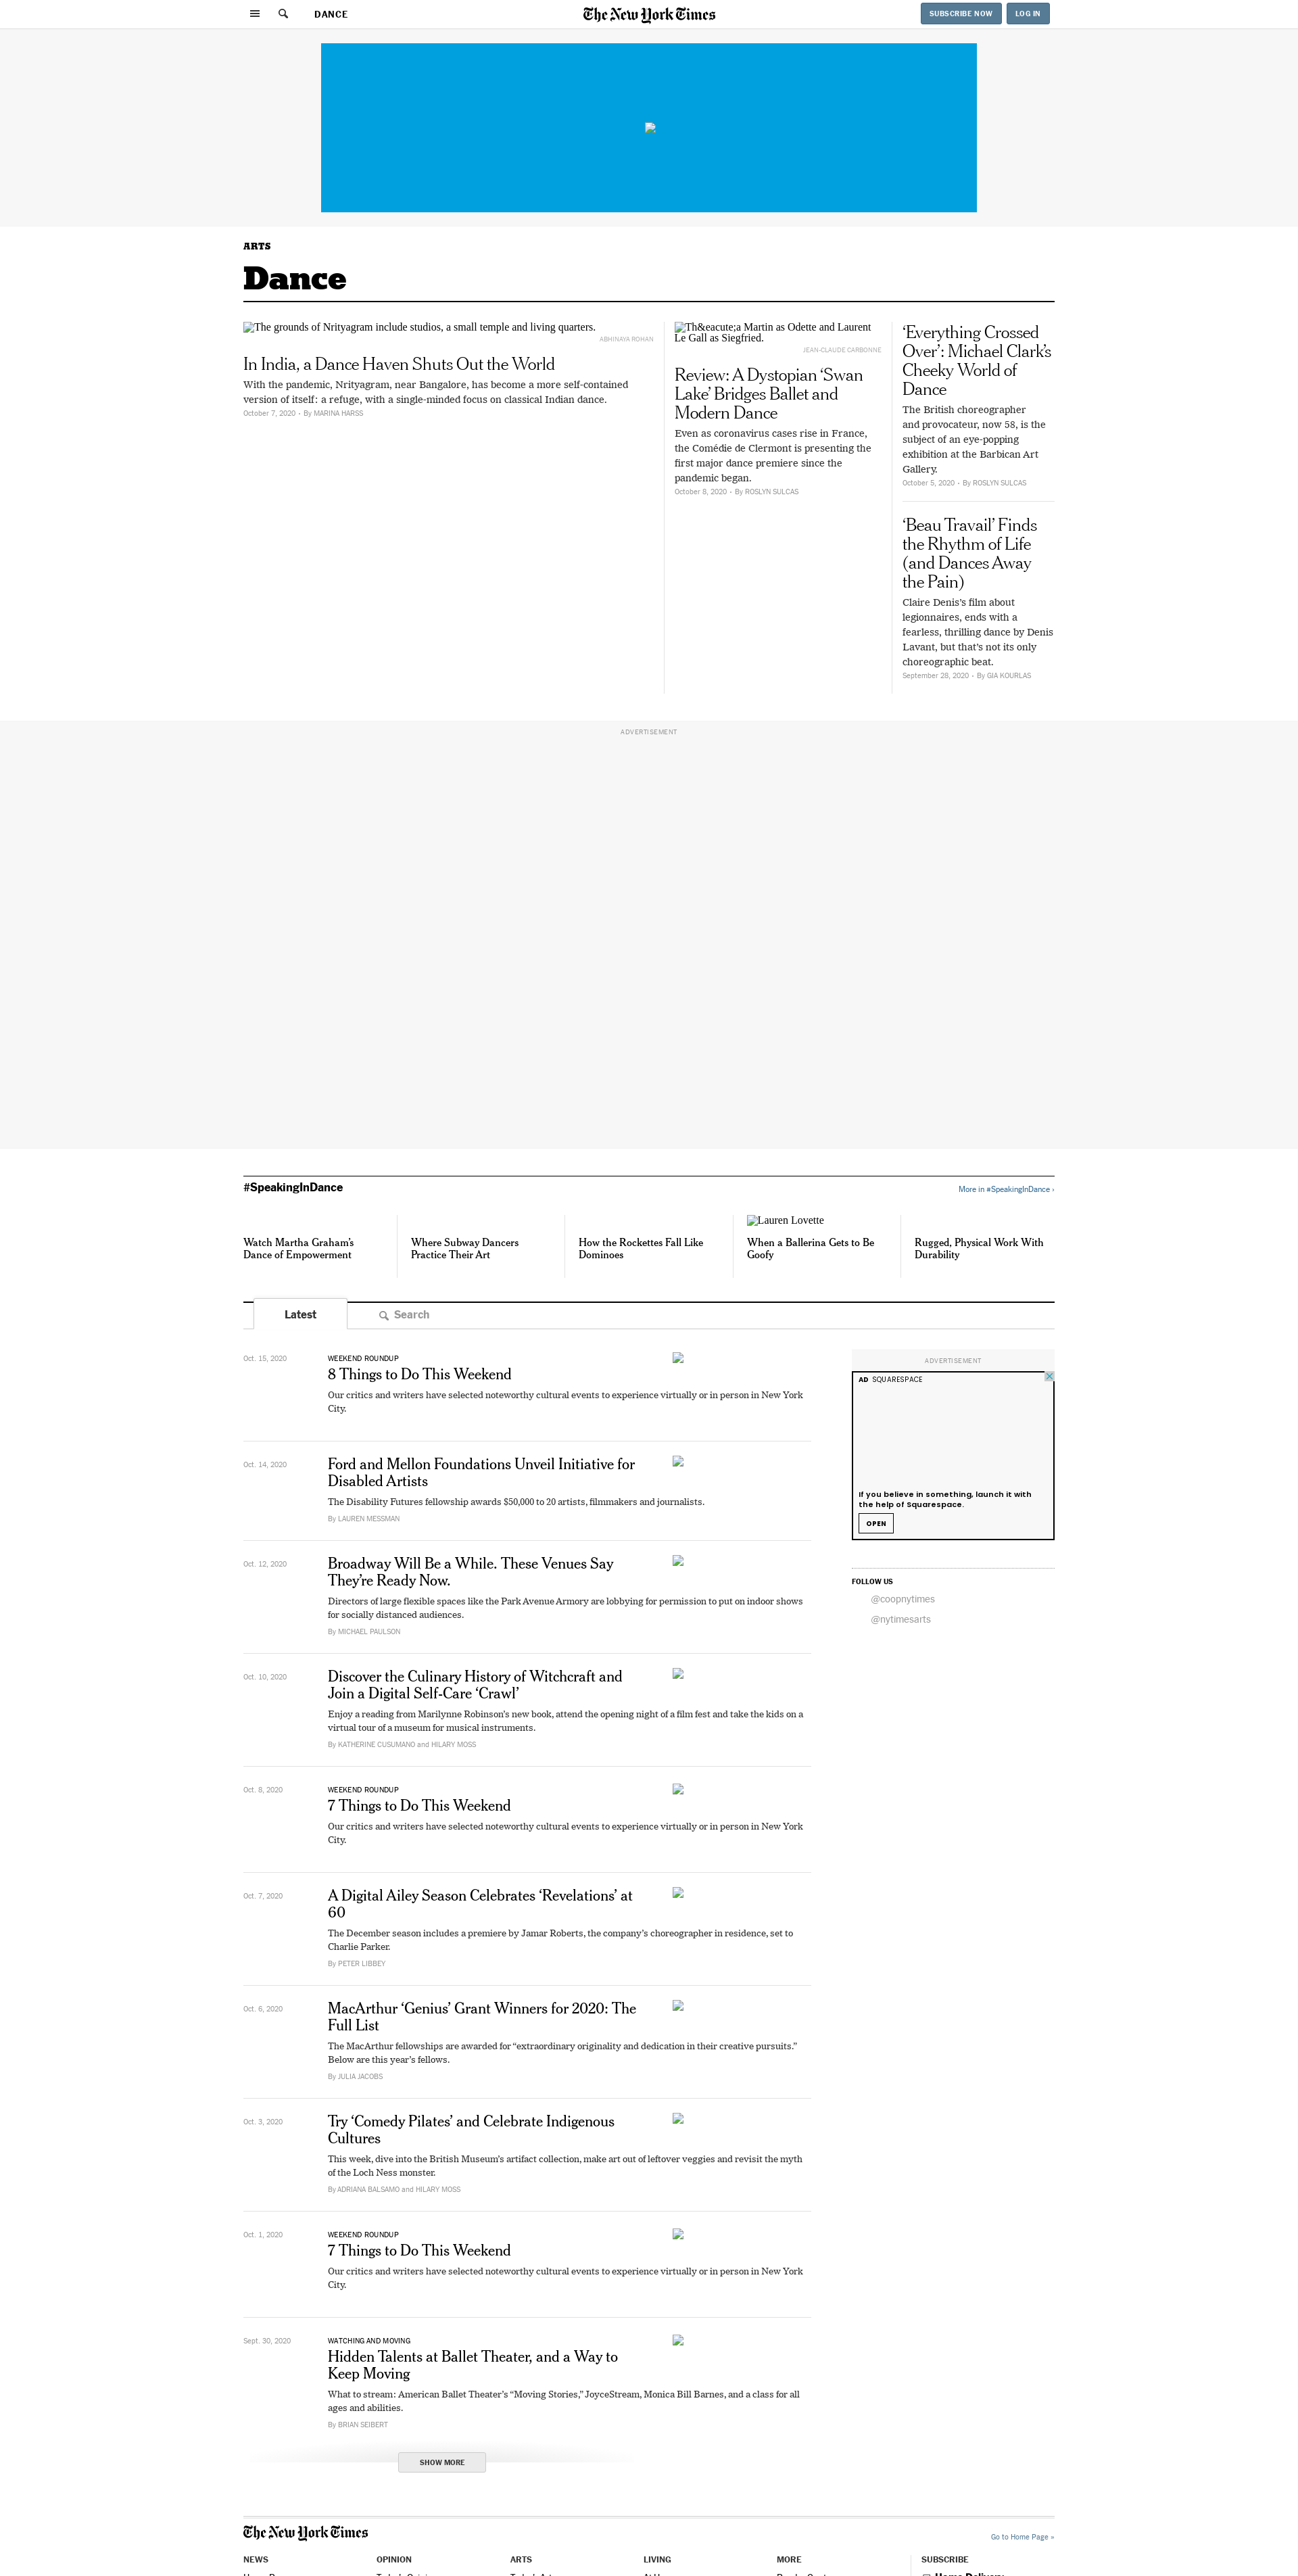 DANCE
The New York Times
SUBSCRIBE NOW
LOG IN
ARTS
Dance
The grounds of Nrityagram include studios, a small temple and living quarters.
ABHINAYA ROHAN
In India, a Dance Haven Shuts Out the World
With the pandemic, Nrityagram, near Bangalore, has become a more self-contained
version of itself: a refuge, with a single-minded focus on classical Indian dance.
October 7, 2020 - By MARINA HARSS
Th&eacute;a Martin as Odette and Laurent
Le Gall as Siegfried.
JEAN-CLAUDE CARBONNE
Review: A Dystopian ‘Swan
Lake’ Bridges Ballet and
Modern Dance
Even as coronavirus cases rise in France,
the Comédie de Clermont is presenting the
first major dance premiere since the
pandemic began.
October 8, 2020 - By ROSLYN SULCAS
‘Everything Crossed
Over’: Michael Clark’s
Cheeky World of
Dance
The British choreographer
and provocateur, now 58, is the
subject of an eye-popping
exhibition at the Barbican Art
Gallery.
October 5, 2020 - By ROSLYN SULCAS
‘Beau Travail’ Finds
the Rhythm of Life
(and Dances Away
the Pain)
Claire Denis’s film about
legionnaires, ends with a
fearless, thrilling dance by Denis
Lavant, but that’s not its only
choreographic beat.
September 28, 2020 - By GIA KOURLAS
ADVERTISEMENT
#SpeakingInDance
More in #SpeakingInDance ›
Watch Martha Graham’s
Dance of Empowerment
Where Subway Dancers
Practice Their Art
How the Rockettes Fall Like
Dominoes
Lauren Lovette
When a Ballerina Gets to Be
Goofy
Rugged, Physical Work With
Durability
Latest
Search
Oct. 15, 2020
WEEKEND ROUNDUP
8 Things to Do This Weekend
Our critics and writers have selected noteworthy cultural events to experience virtually or in person in New York
City.
Oct. 14, 2020
Ford and Mellon Foundations Unveil Initiative for
Disabled Artists
The Disability Futures fellowship awards $50,000 to 20 artists, filmmakers and journalists.
By LAUREN MESSMAN
Oct. 12, 2020
Broadway Will Be a While. These Venues Say
They’re Ready Now.
Directors of large flexible spaces like the Park Avenue Armory are lobbying for permission to put on indoor shows
for socially distanced audiences.
By MICHAEL PAULSON
Oct. 10, 2020
Discover the Culinary History of Witchcraft and
Join a Digital Self-Care ‘Crawl’
Enjoy a reading from Marilynne Robinson’s new book, attend the opening night of a film fest and take the kids on a
virtual tour of a museum for musical instruments.
By KATHERINE CUSUMANO and HILARY MOSS
Oct. 8, 2020
WEEKEND ROUNDUP
7 Things to Do This Weekend
Our critics and writers have selected noteworthy cultural events to experience virtually or in person in New York
City.
Oct. 7, 2020
A Digital Ailey Season Celebrates ‘Revelations’ at
60
The December season includes a premiere by Jamar Roberts, the company’s choreographer in residence, set to
Charlie Parker.
By PETER LIBBEY
Oct. 6, 2020
MacArthur ‘Genius’ Grant Winners for 2020: The
Full List
The MacArthur fellowships are awarded for “extraordinary originality and dedication in their creative pursuits.”
Below are this year’s fellows.
By JULIA JACOBS
Oct. 3, 2020
Try ‘Comedy Pilates’ and Celebrate Indigenous
Cultures
This week, dive into the British Museum’s artifact collection, make art out of leftover veggies and revisit the myth
of the Loch Ness monster.
By ADRIANA BALSAMO and HILARY MOSS
Oct. 1, 2020
WEEKEND ROUNDUP
7 Things to Do This Weekend
Our critics and writers have selected noteworthy cultural events to experience virtually or in person in New York
City.
Sept. 30, 2020
WATCHING AND MOVING
Hidden Talents at Ballet Theater, and a Way to
Keep Moving
What to stream: American Ballet Theater’s “Moving Stories,” JoyceStream, Monica Bill Barnes, and a class for all
ages and abilities.
By BRIAN SEIBERT
SHOW MORE
ADVERTISEMENT
AD SQUARESPACE
If you believe in something, launch it with
the help of Squarespace.
OPEN
FOLLOW US
@coopnytimes
@nytimesarts
The New York Times
Go to Home Page »
NEWS
OPINION
ARTS
LIVING
MORE
SUBSCRIBE